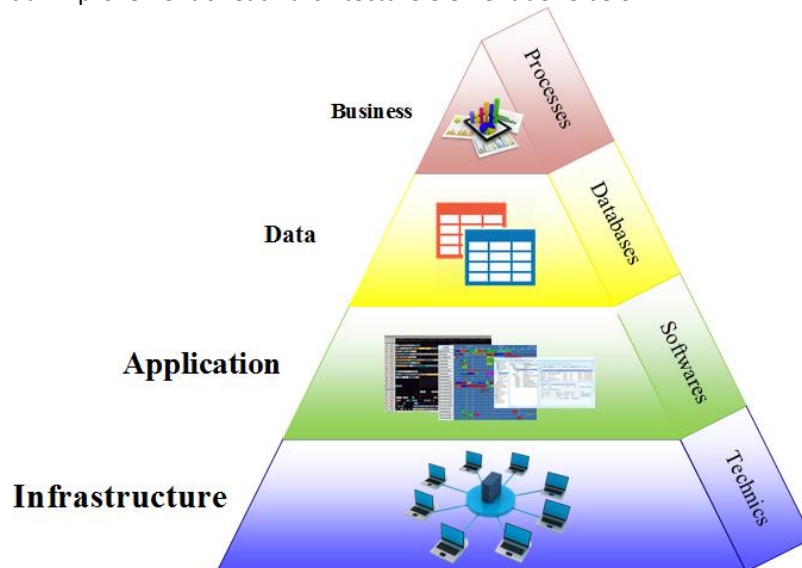 Business
Processes
Data
Databases
Application
Softwares
Infrastructure
Technics